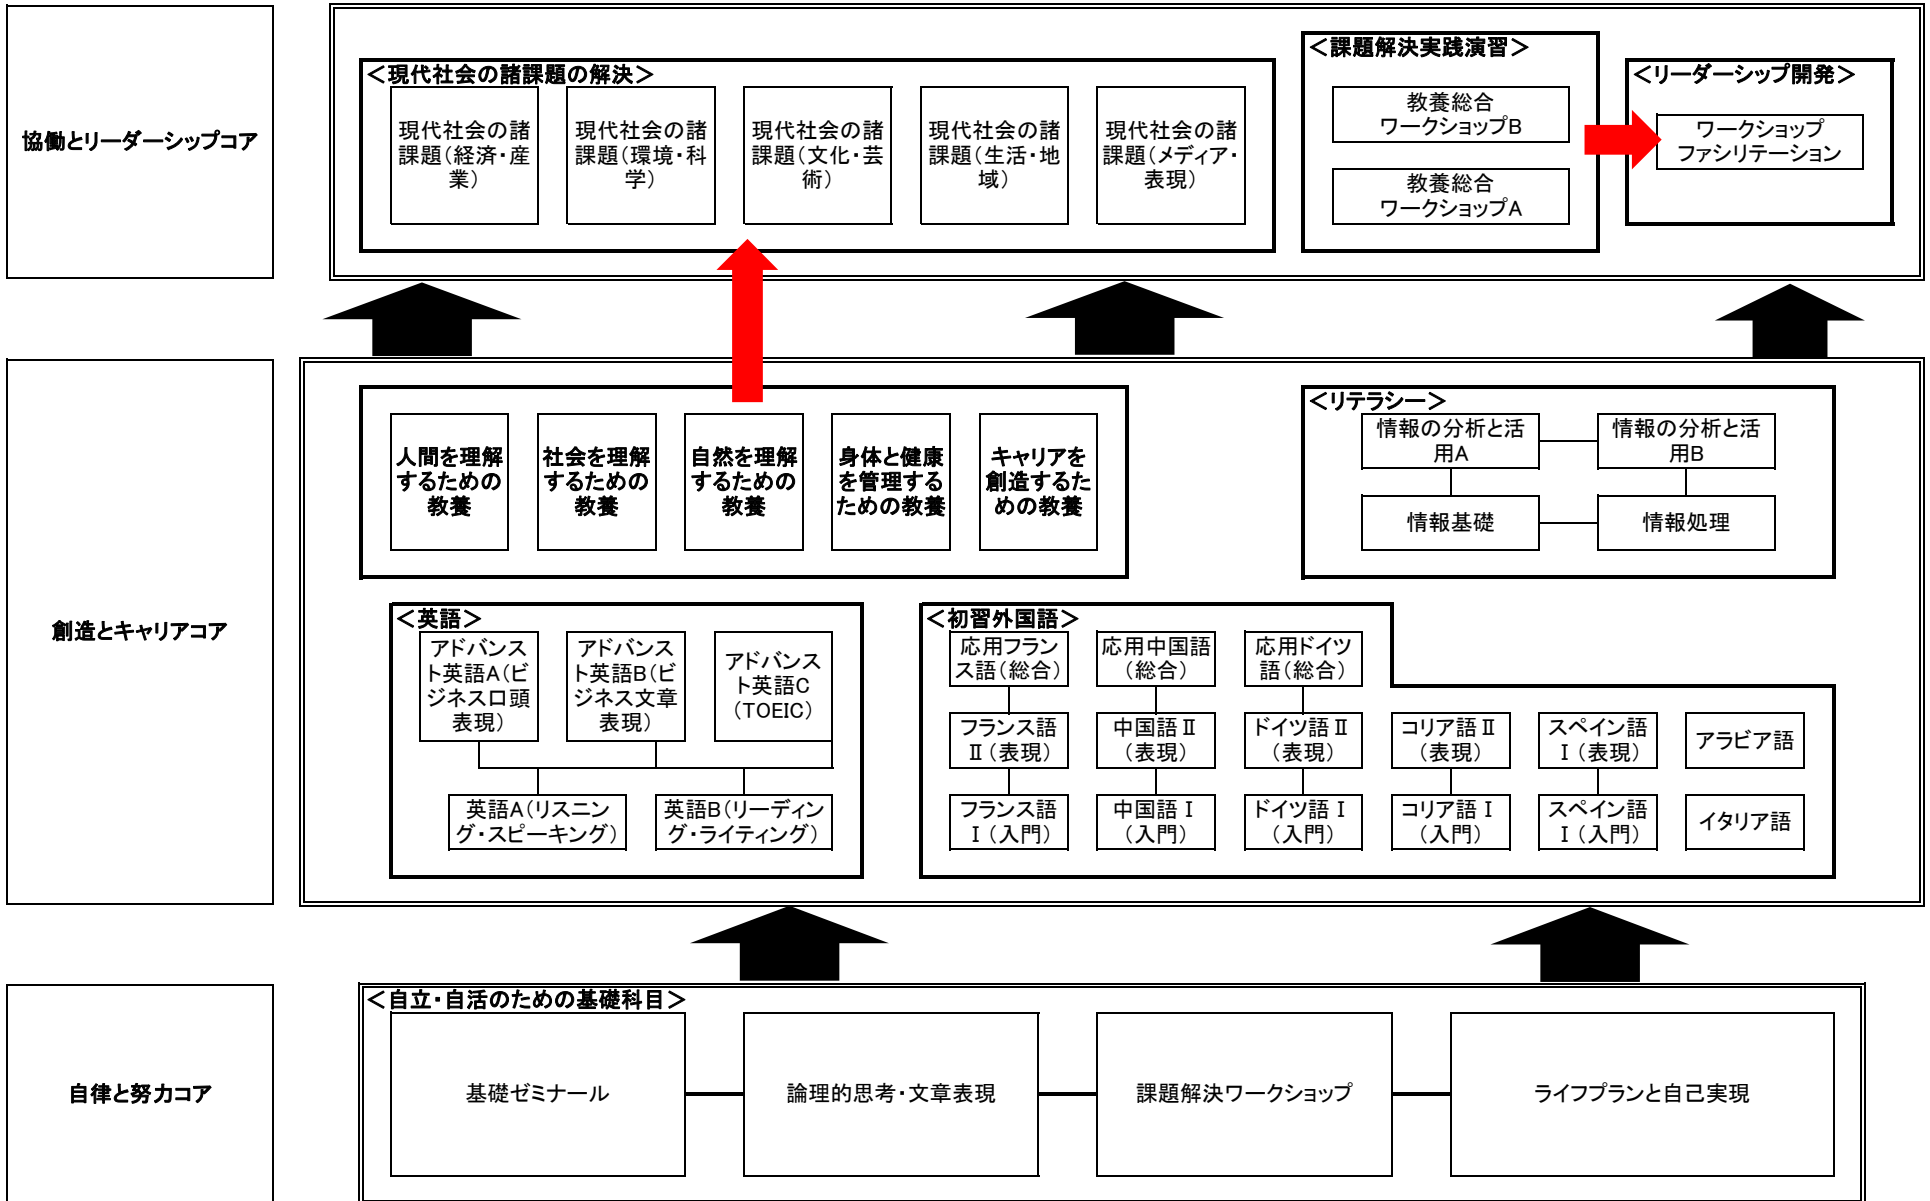 協働とリーダーシップコア
＜現代社会の諸課題の解決＞
現代社会の諸
課題（経済・産
業）
現代社会の諸
課題（環境・科
学）
現代社会の諸
課題（文化・芸
術）
現代社会の諸
課題（生活・地
域）
現代社会の諸
課題（メディア・
表現）
＜課題解決実践演習＞
教養総合
ワークショップB
教養総合
ワークショップA
＜リーダーシップ開発＞
ワークショップ
ファシリテーション
創造とキャリアコア
人間を理解
するための
教養
社会を理解
するための
教養
自然を理解
するための
教養
身体と健康
を管理する
ための教養
キャリアを
創造するた
めの教養
＜リテラシー＞
情報の分析と活
用A
情報の分析と活
用B
情報基礎
情報処理
＜英語＞
アドバンス
ト英語A（ビ
ジネス口頭
表現）
アドバンス
ト英語B（ビ
ジネス文章
表現）
アドバンス
ト英語C
（TOEIC）
英語A（リスニン
グ・スピーキング）
英語B（リーディン
グ・ライティング）
＜初習外国語＞
応用フラン
ス語（総合）
応用中国語
（総合）
応用ドイツ
語（総合）
フランス語
Ⅱ（表現）
中国語Ⅱ
（表現）
ドイツ語Ⅱ
（表現）
コリア語Ⅱ
（表現）
スペイン語
Ⅰ（表現）
アラビア語
フランス語
Ⅰ（入門）
中国語Ⅰ
（入門）
ドイツ語Ⅰ
（入門）
コリア語Ⅰ
（入門）
スペイン語
Ⅰ（入門）
イタリア語
自律と努力コア
＜自立・自活のための基礎科目＞
基礎ゼミナール
論理的思考・文章表現
課題解決ワークショップ
ライフプランと自己実現